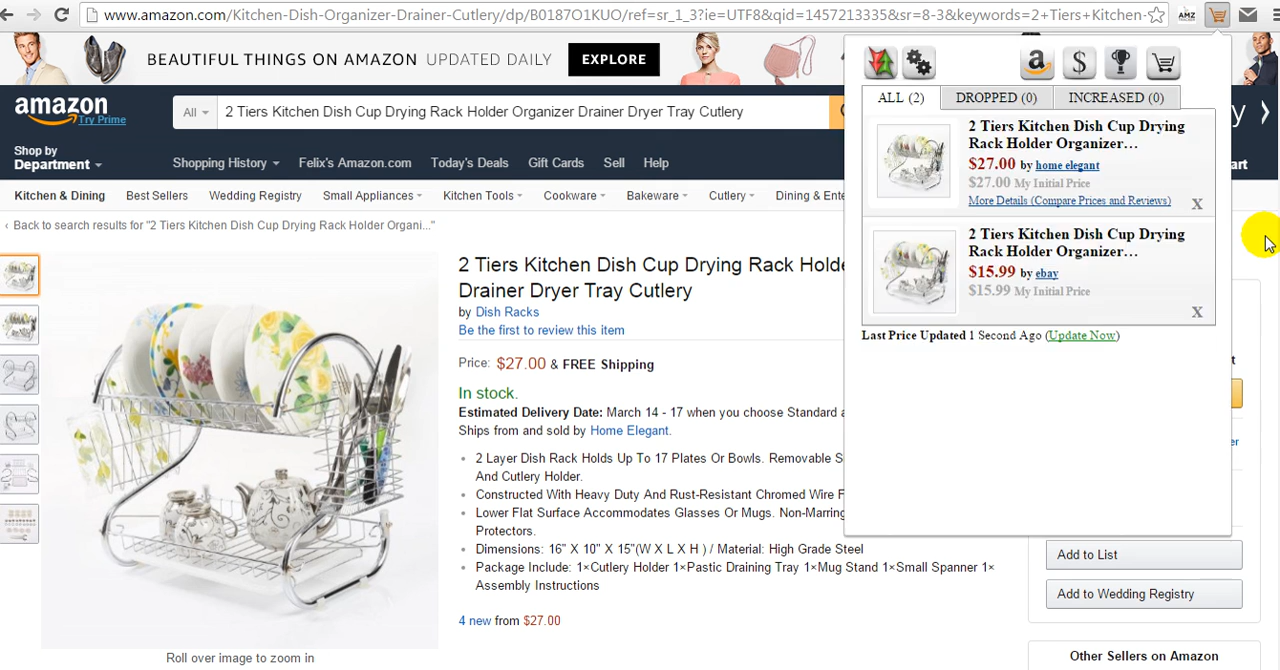 www.amazon.com/Kitchen-Dish-Organizer-Drainer-Cutlery/dp/B0187O1KUO/ref=sr_1_3?ie=UTF8&qid=1457213335&sr=8-3&keywords=2+Tiers+Kitchen-
AMZ
BEAUTIFUL THINGS ON AMAZON UPDATED DAILY EXPLORE
amazon
Try Prime
All
2 Tiers Kitchen Dish Cup Drying Rack Holder Organizer Drainer Dryer Tray Cutlery
Shop by
Department
Shopping History
Felix's Amazon.com
Today's Deals
Gift Cards
Sell
Help
Kitchen & Dining
Best Sellers
Wedding Registry
Small Appliances
Kitchen Tools
Cookware
Bakeware
Cutlery
Dining & Ente
‹ Back to search results for "2 Tiers Kitchen Dish Cup Drying Rack Holder Organi..."
2 Tiers Kitchen Dish Cup Drying Rack Holde
Drainer Dryer Tray Cutlery
by Dish Racks
Be the first to review this item
Price: $27.00 & FREE Shipping
In stock.
Estimated Delivery Date: March 14 - 17 when you choose Standard a
Ships from and sold by Home Elegant.
• 2 Layer Dish Rack Holds Up To 17 Plates Or Bowls. Removable S
And Cutlery Holder.
• Constructed With Heavy Duty And Rust-Resistant Chromed Wire F
• Lower Flat Surface Accommodates Glasses Or Mugs. Non-Marring
Protectors.
• Dimensions: 16" X 10" X 15"(W X L X H ) / Material: High Grade Steel
• Package Include: 1×Cutlery Holder 1×Pastic Draining Tray 1×Mug Stand 1×Small Spanner 1×
Assembly Instructions
4 new from $27.00
Roll over image to zoom in
a
$
ALL (2)
DROPPED (0)
INCREASED (0)
2 Tiers Kitchen Dish Cup Drying
Rack Holder Organizer…
$27.00 by home elegant
$27.00 My Initial Price
More Details (Compare Prices and Reviews)
X
2 Tiers Kitchen Dish Cup Drying
Rack Holder Organizer…
$15.99 by ebay
$15.99 My Initial Price
X
Last Price Updated 1 Second Ago (Update Now)
y
art
t
er
Add to List
Add to Wedding Registry
Other Sellers on Amazon